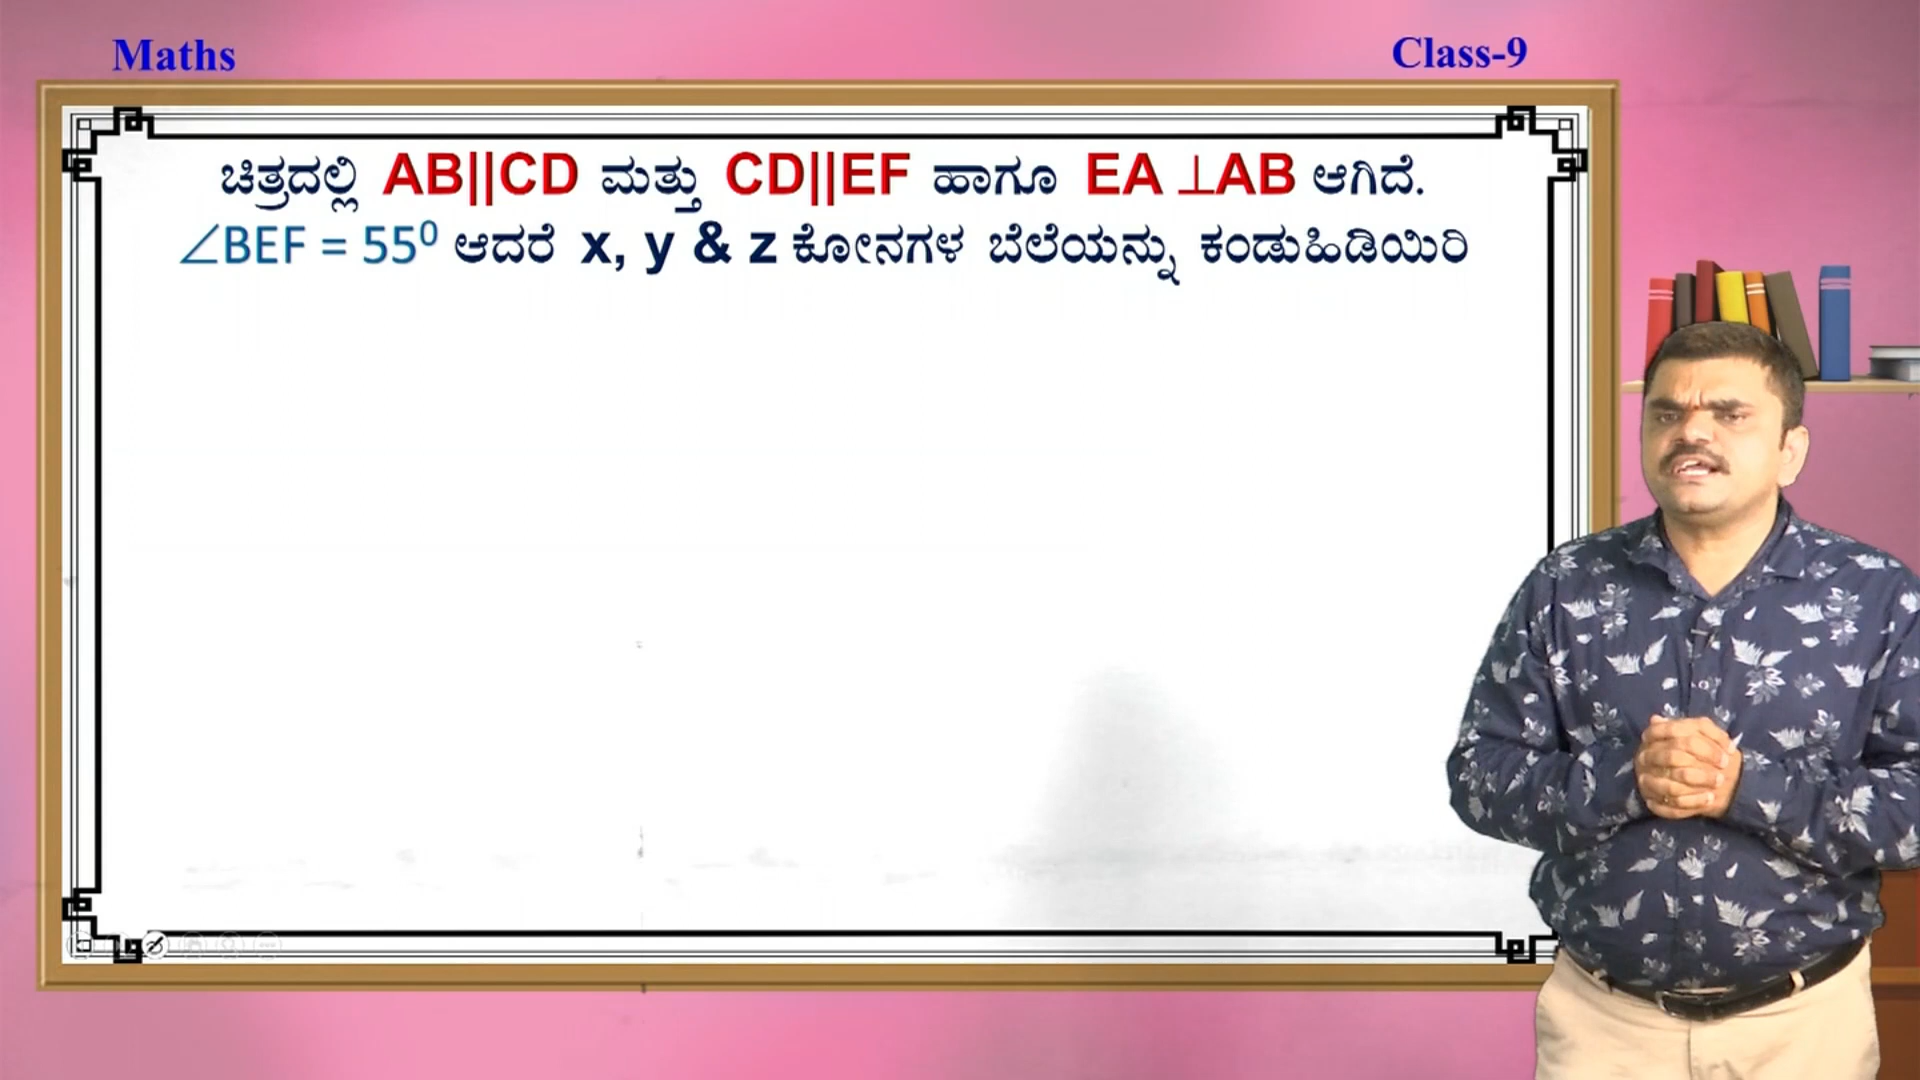 Maths
Class-9
ಚಿತ್ರದಲ್ಲಿ AB||CD ಮತ್ತು CD||EF ಹಾಗೂ EA ⊥AB ಆಗಿದೆ.
∠BEF = 55⁰ ಆದರೆ x, y & z ಕೋನಗಳ ಬೆಲೆಯನ್ನು ಕಂಡುಹಿಡಿಯಿರಿ